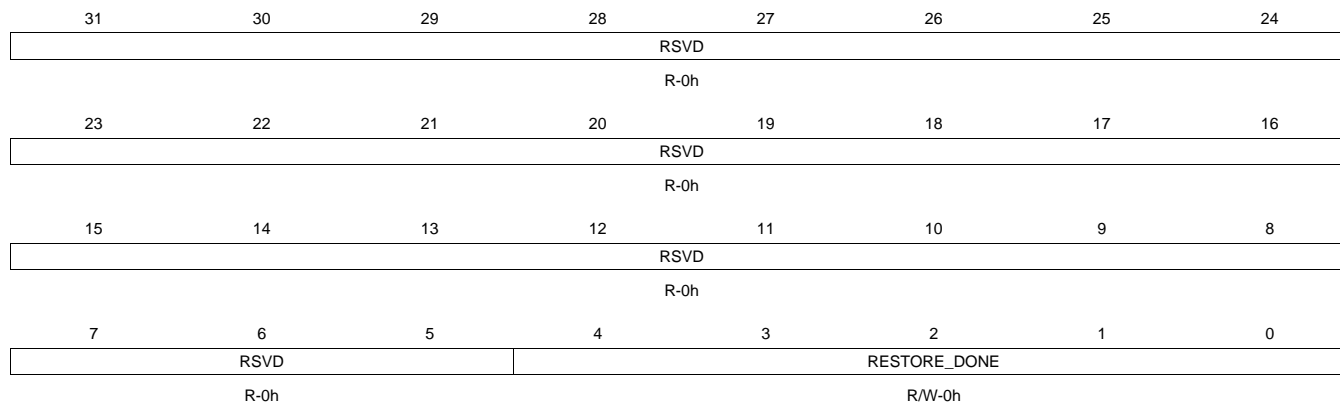 31 30 29 28 27 26 25 24
RSVD
R-0h
23 22 21 20 19 18 17 16
RSVD
R-0h
15 14 13 12 11 10 9 8
RSVD
R-0h
7 6 5 4 3 2 1 0
RSVD RESTORE_DONE
R-0h R/W-0h